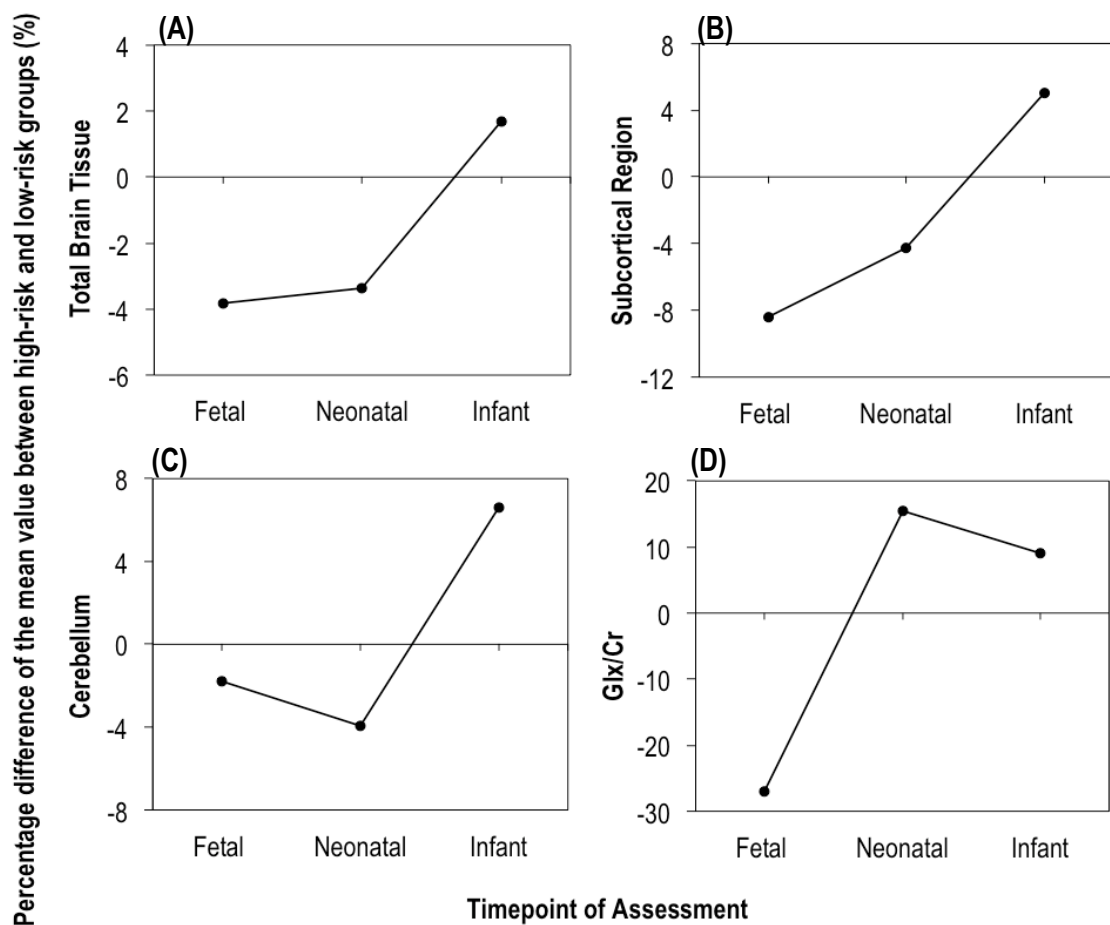 Percentage difference of the mean value between high-risk and low-risk groups (%)
(A)
Total Brain Tissue
4
2
0
-2
-4
-6
Fetal Neonatal Infant
(B)
Subcortical Region
8
4
0
-4
-8
-12
Fetal Neonatal Infant
(C)
Cerebellum
8
4
0
-4
-8
Fetal Neonatal Infant
(D)
Glx/Cr
20
10
0
-10
-20
-30
Fetal Neonatal Infant
Timepoint of Assessment